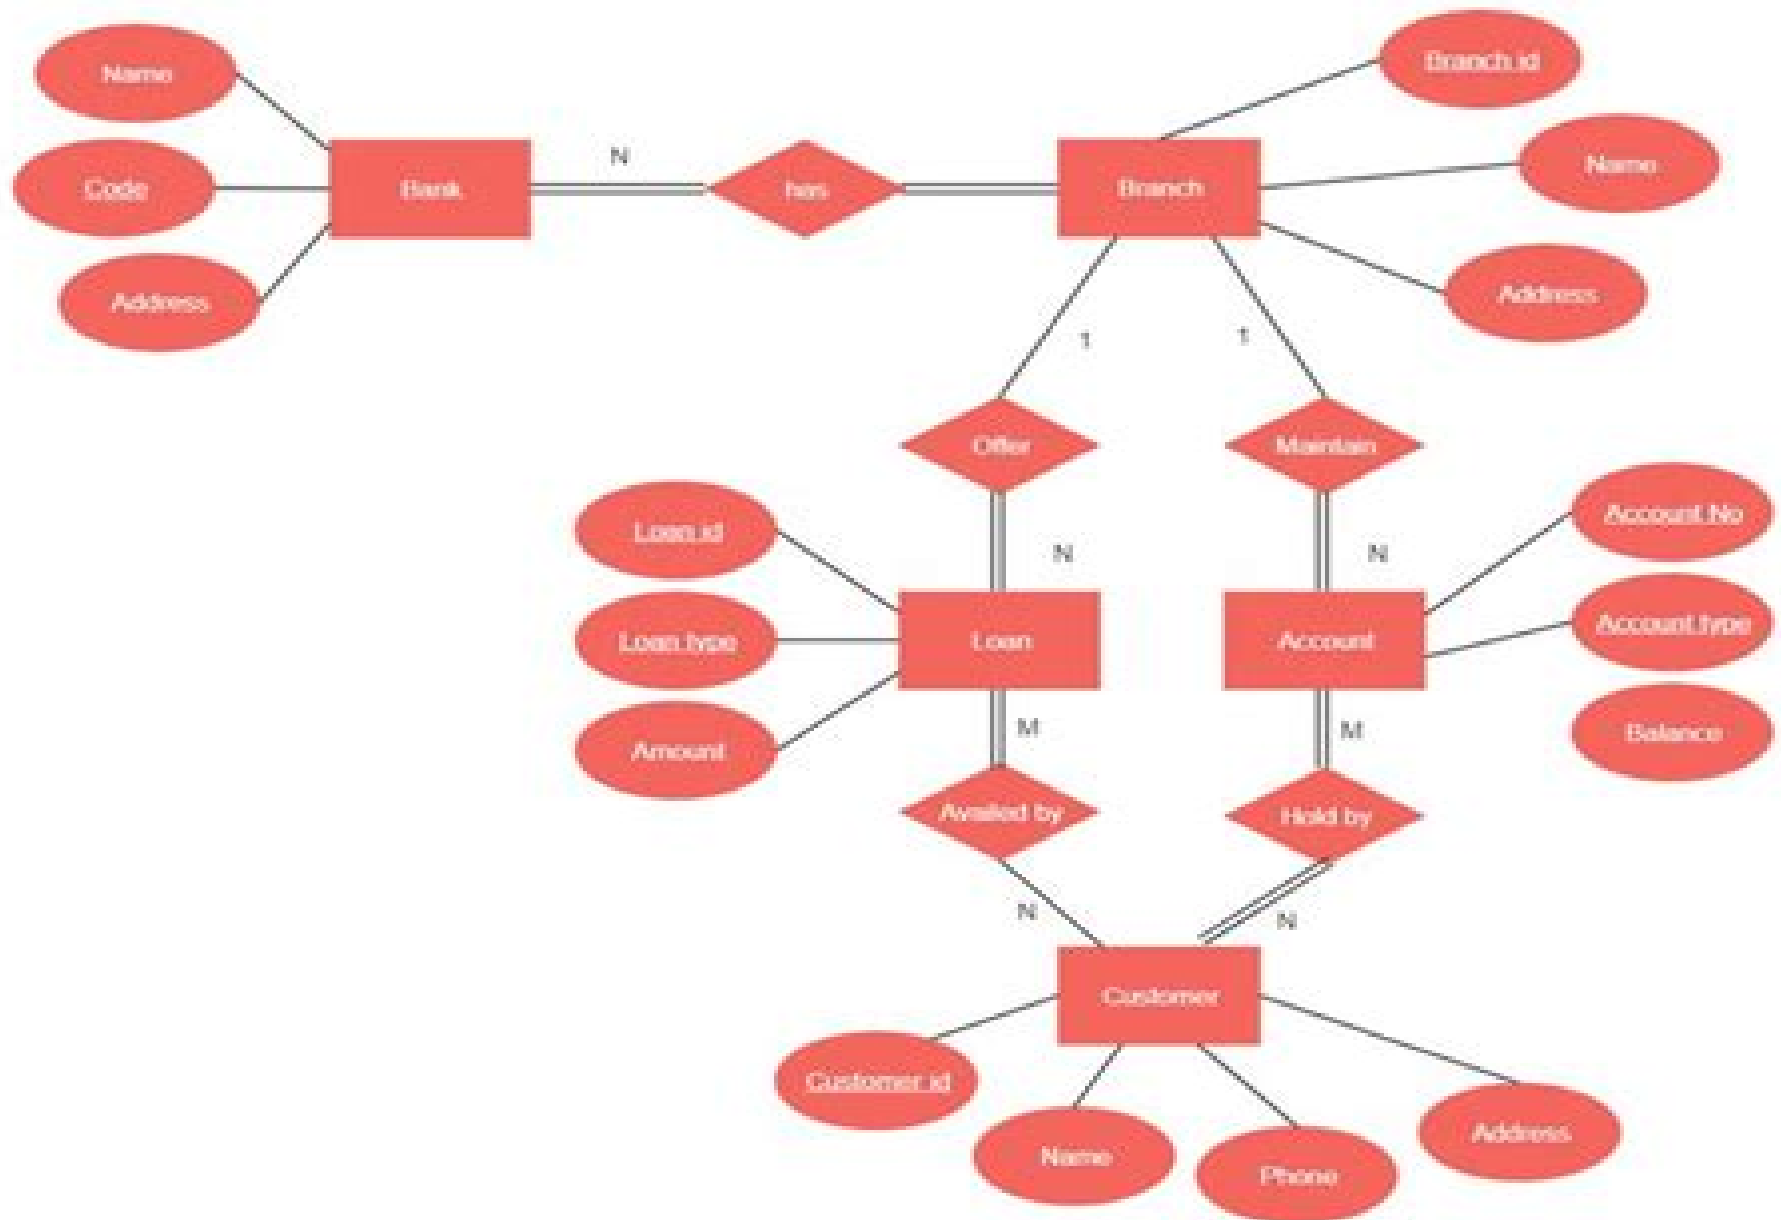 Name
Branch id
N
Name
Code
Bank
has
Branch
Address
Address
1
1
Offer
Maintain
Loan id
Account No
N
N
Loan type
Loan
Account
Account type
Amount
M
M
Balance
Availed by
Hold by
N
N
Customer
Customer id
Name
Phone
Address